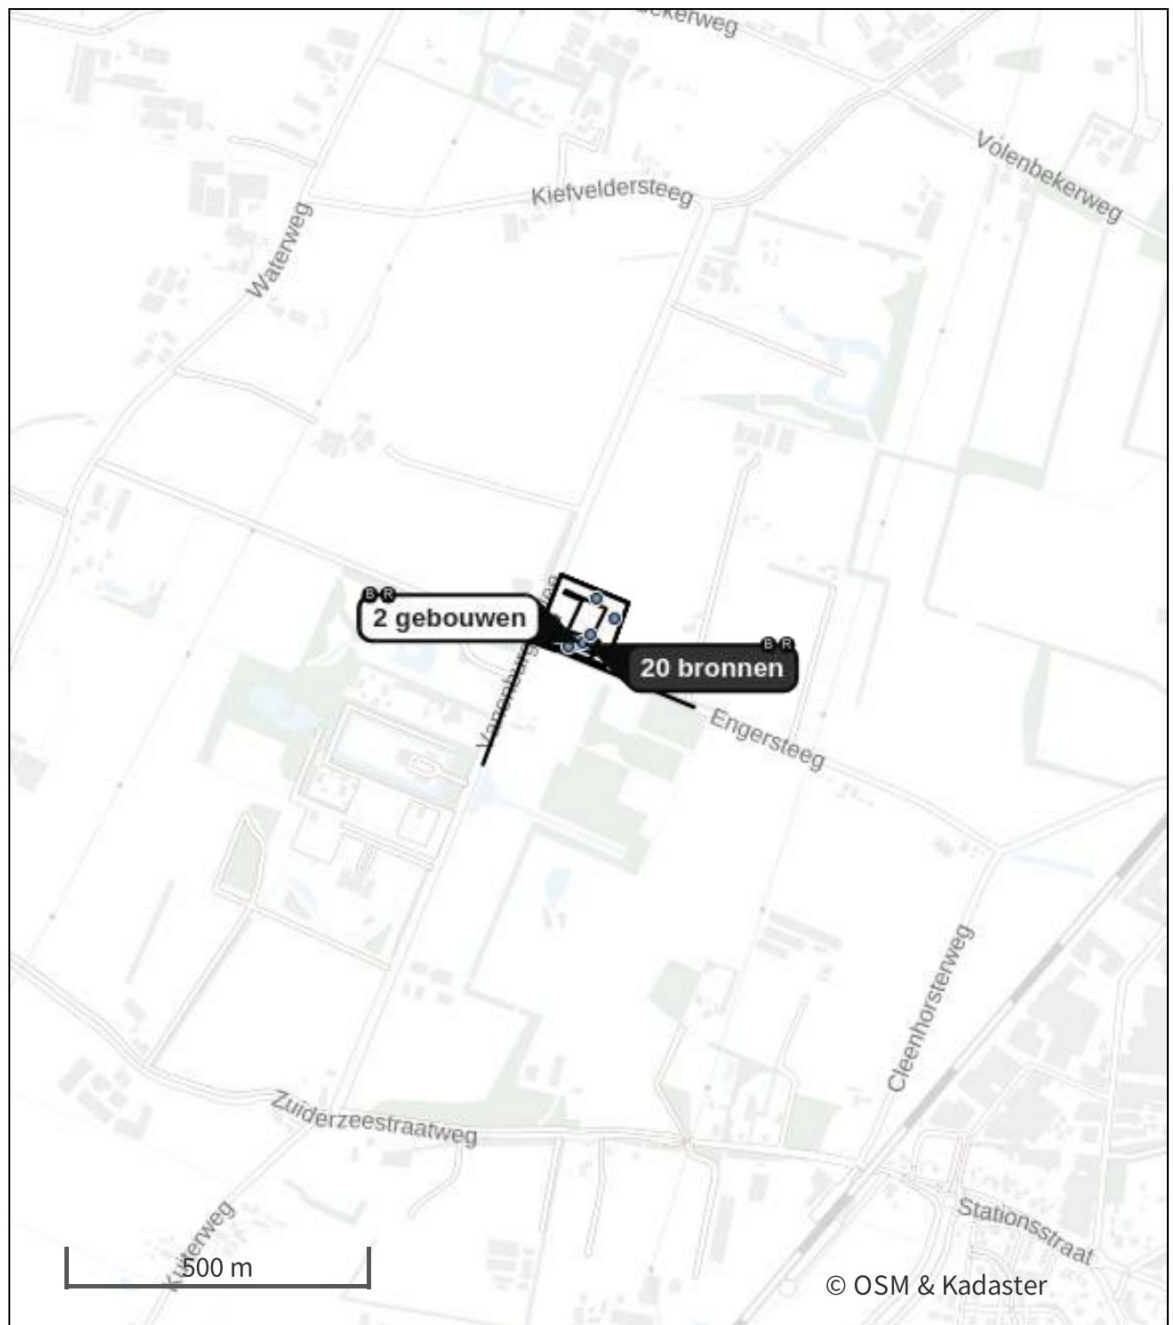 Volenbekerweg
Kiefveldersteeg
Waterweg
B R
2 gebouwen
B R
20 bronnen
Engersteeg
Cleenhorsterweg
Zuiderzeestraatweg
Stationsstraat
500 m
© OSM & Kadaster